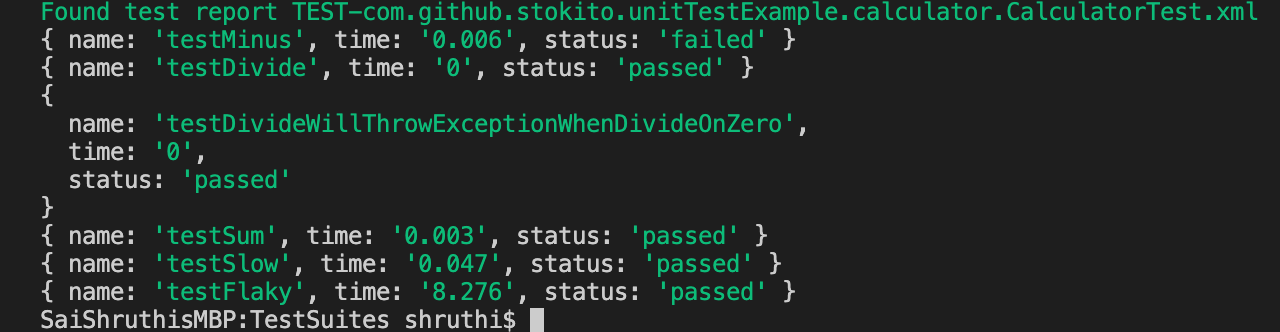 Found test report TEST-com.github.stokito.unitTestExample.calculator.CalculatorTest.xml
{ name: 'testMinus', time: '0.006', status: 'failed' }
{ name: 'testDivide', time: '0', status: 'passed' }
{
  name: 'testDivideWillThrowExceptionWhenDivideOnZero',
  time: '0',
  status: 'passed'
}
{ name: 'testSum', time: '0.003', status: 'passed' }
{ name: 'testSlow', time: '0.047', status: 'passed' }
{ name: 'testFlaky', time: '8.276', status: 'passed' }
SaiShruthisMBP:TestSuites shruthi$